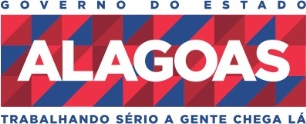 GOVERNO DO ESTADO
ALAGOAS
TRABALHANDO SÉRIO A GENTE CHEGA LÁ